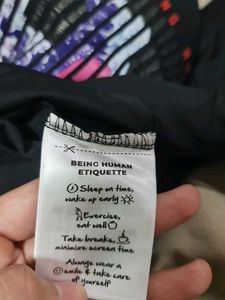 BEING HUMAN
ETIQUETTE
Sleep on time,
wake up early
Exercise,
eat well
Take breaks,
minimize screen time
Always wear a
smile & take care
of yourself